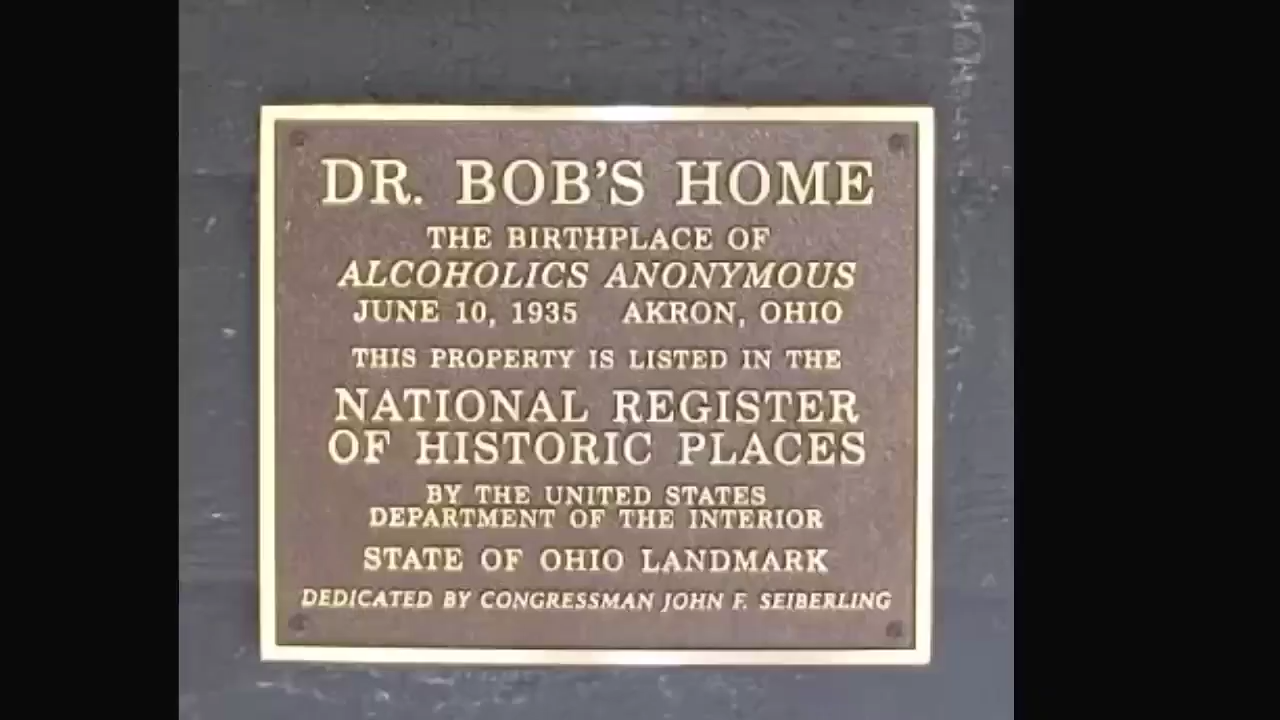 DR. BOB'S HOME
THE BIRTHPLACE OF
ALCOHOLICS ANONYMOUS
JUNE 10, 1935 AKRON, OHIO
THIS PROPERTY IS LISTED IN THE
NATIONAL REGISTER
OF HISTORIC PLACES
BY THE UNITED STATES
DEPARTMENT OF THE INTERIOR
STATE OF OHIO LANDMARK
DEDICATED BY CONGRESSMAN JOHN F. SEIBERLING